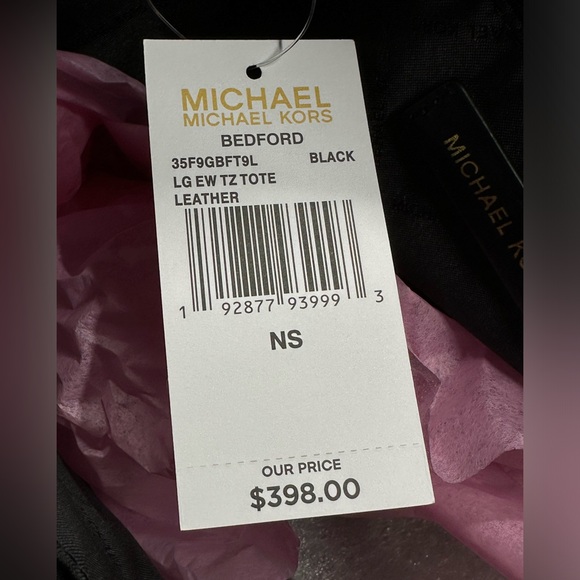 MICHAEL
MICHAEL KORS
BEDFORD
35F9GBFT9L BLACK
LG EW TZ TOTE
LEATHER
1 92877 93999 3
NS
OUR PRICE
$398.00
MICHAEL KO